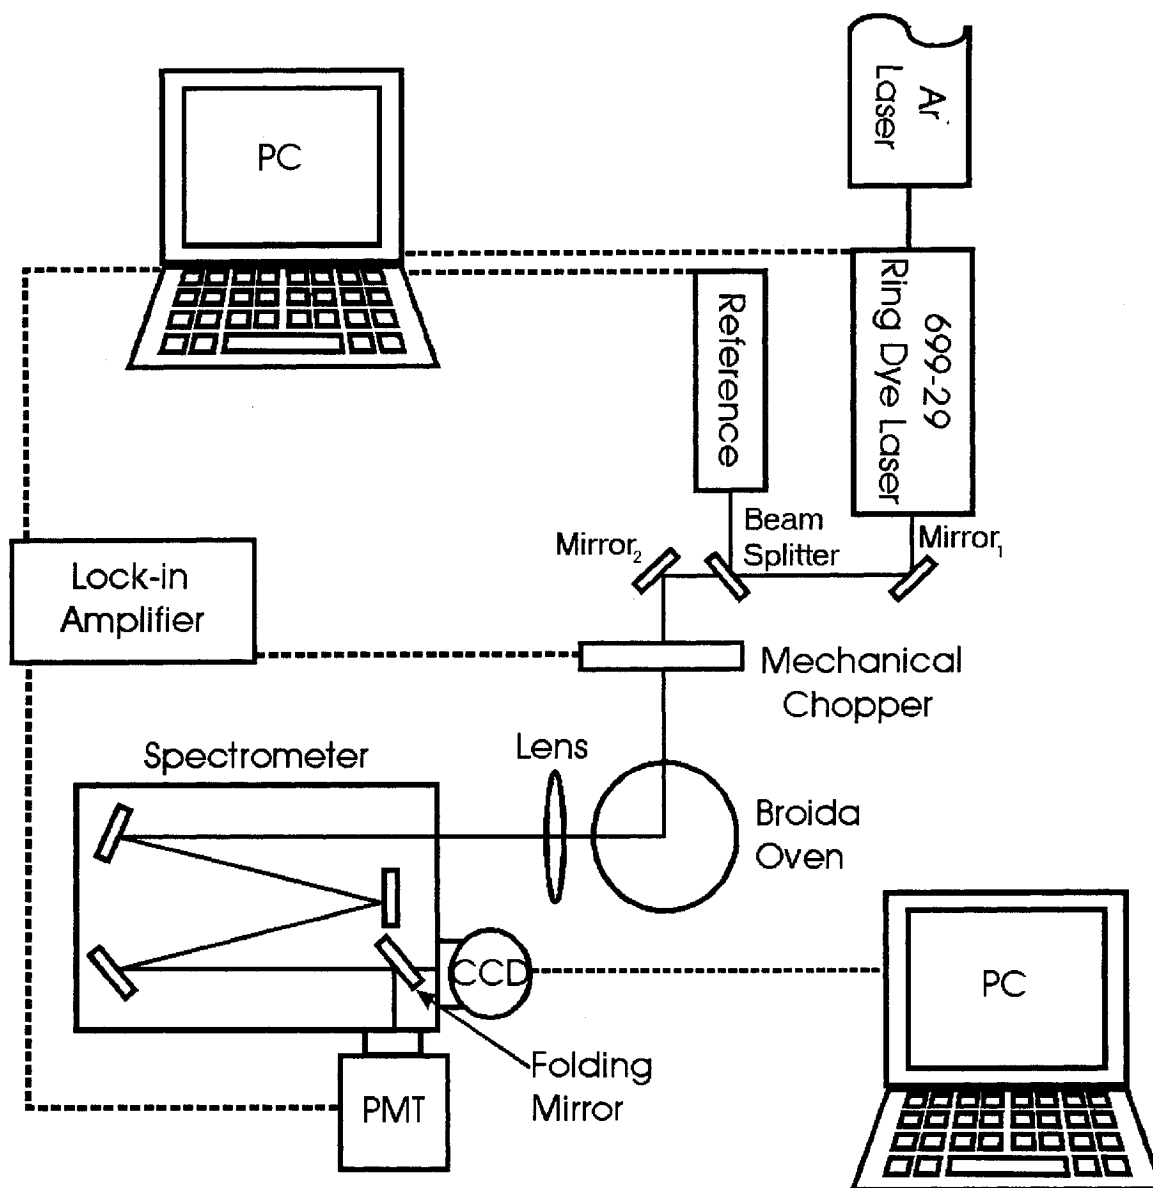 Ar
Laser
PC
699-29
Ring Dye Laser
Reference
Beam
Splitter
Mirror₁
Mirror₂
Lock-in
Amplifier
Mechanical
Chopper
Lens
Spectrometer
Broida
Oven
CCD
PC
Folding
Mirror
PMT